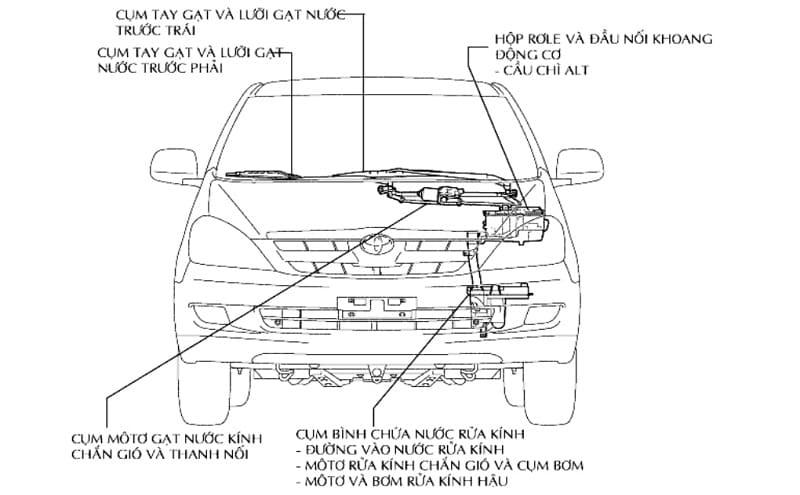 CỤM TAY GẠT VÀ LƯỠI GẠT NƯỚC
TRƯỚC TRÁI
CỤM TAY GẠT VÀ LƯỠI GẠT
NƯỚC TRƯỚC PHẢI
HỘP RƠLE VÀ ĐẦU NỐI KHOANG
ĐỘNG CƠ
- CẦU CHÌ ALT
CỤM MÔTƠ GẠT NƯỚC KÍNH
CHẮN GIÓ VÀ THANH NỐI
CỤM BÌNH CHỨA NƯỚC RỬA KÍNH
- ĐƯỜNG VÀO NƯỚC RỬA KÍNH
- MÔTƠ RỬA KÍNH CHẮN GIÓ VÀ CỤM BƠM
- MÔTƠ VÀ BƠM RỬA KÍNH HẬU